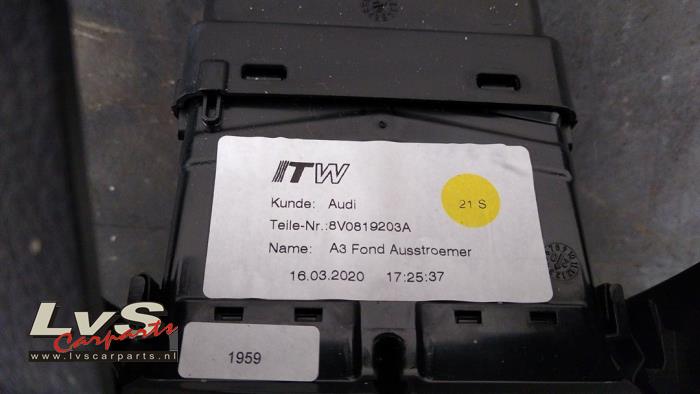 ITW
Kunde: Audi
21 S
Teile-Nr.:8V0819203A
Name: A3 Fond Ausstroemer
16.03.2020 17:25:37
LvS
Carparts
www.lvscarparts.nl
1959